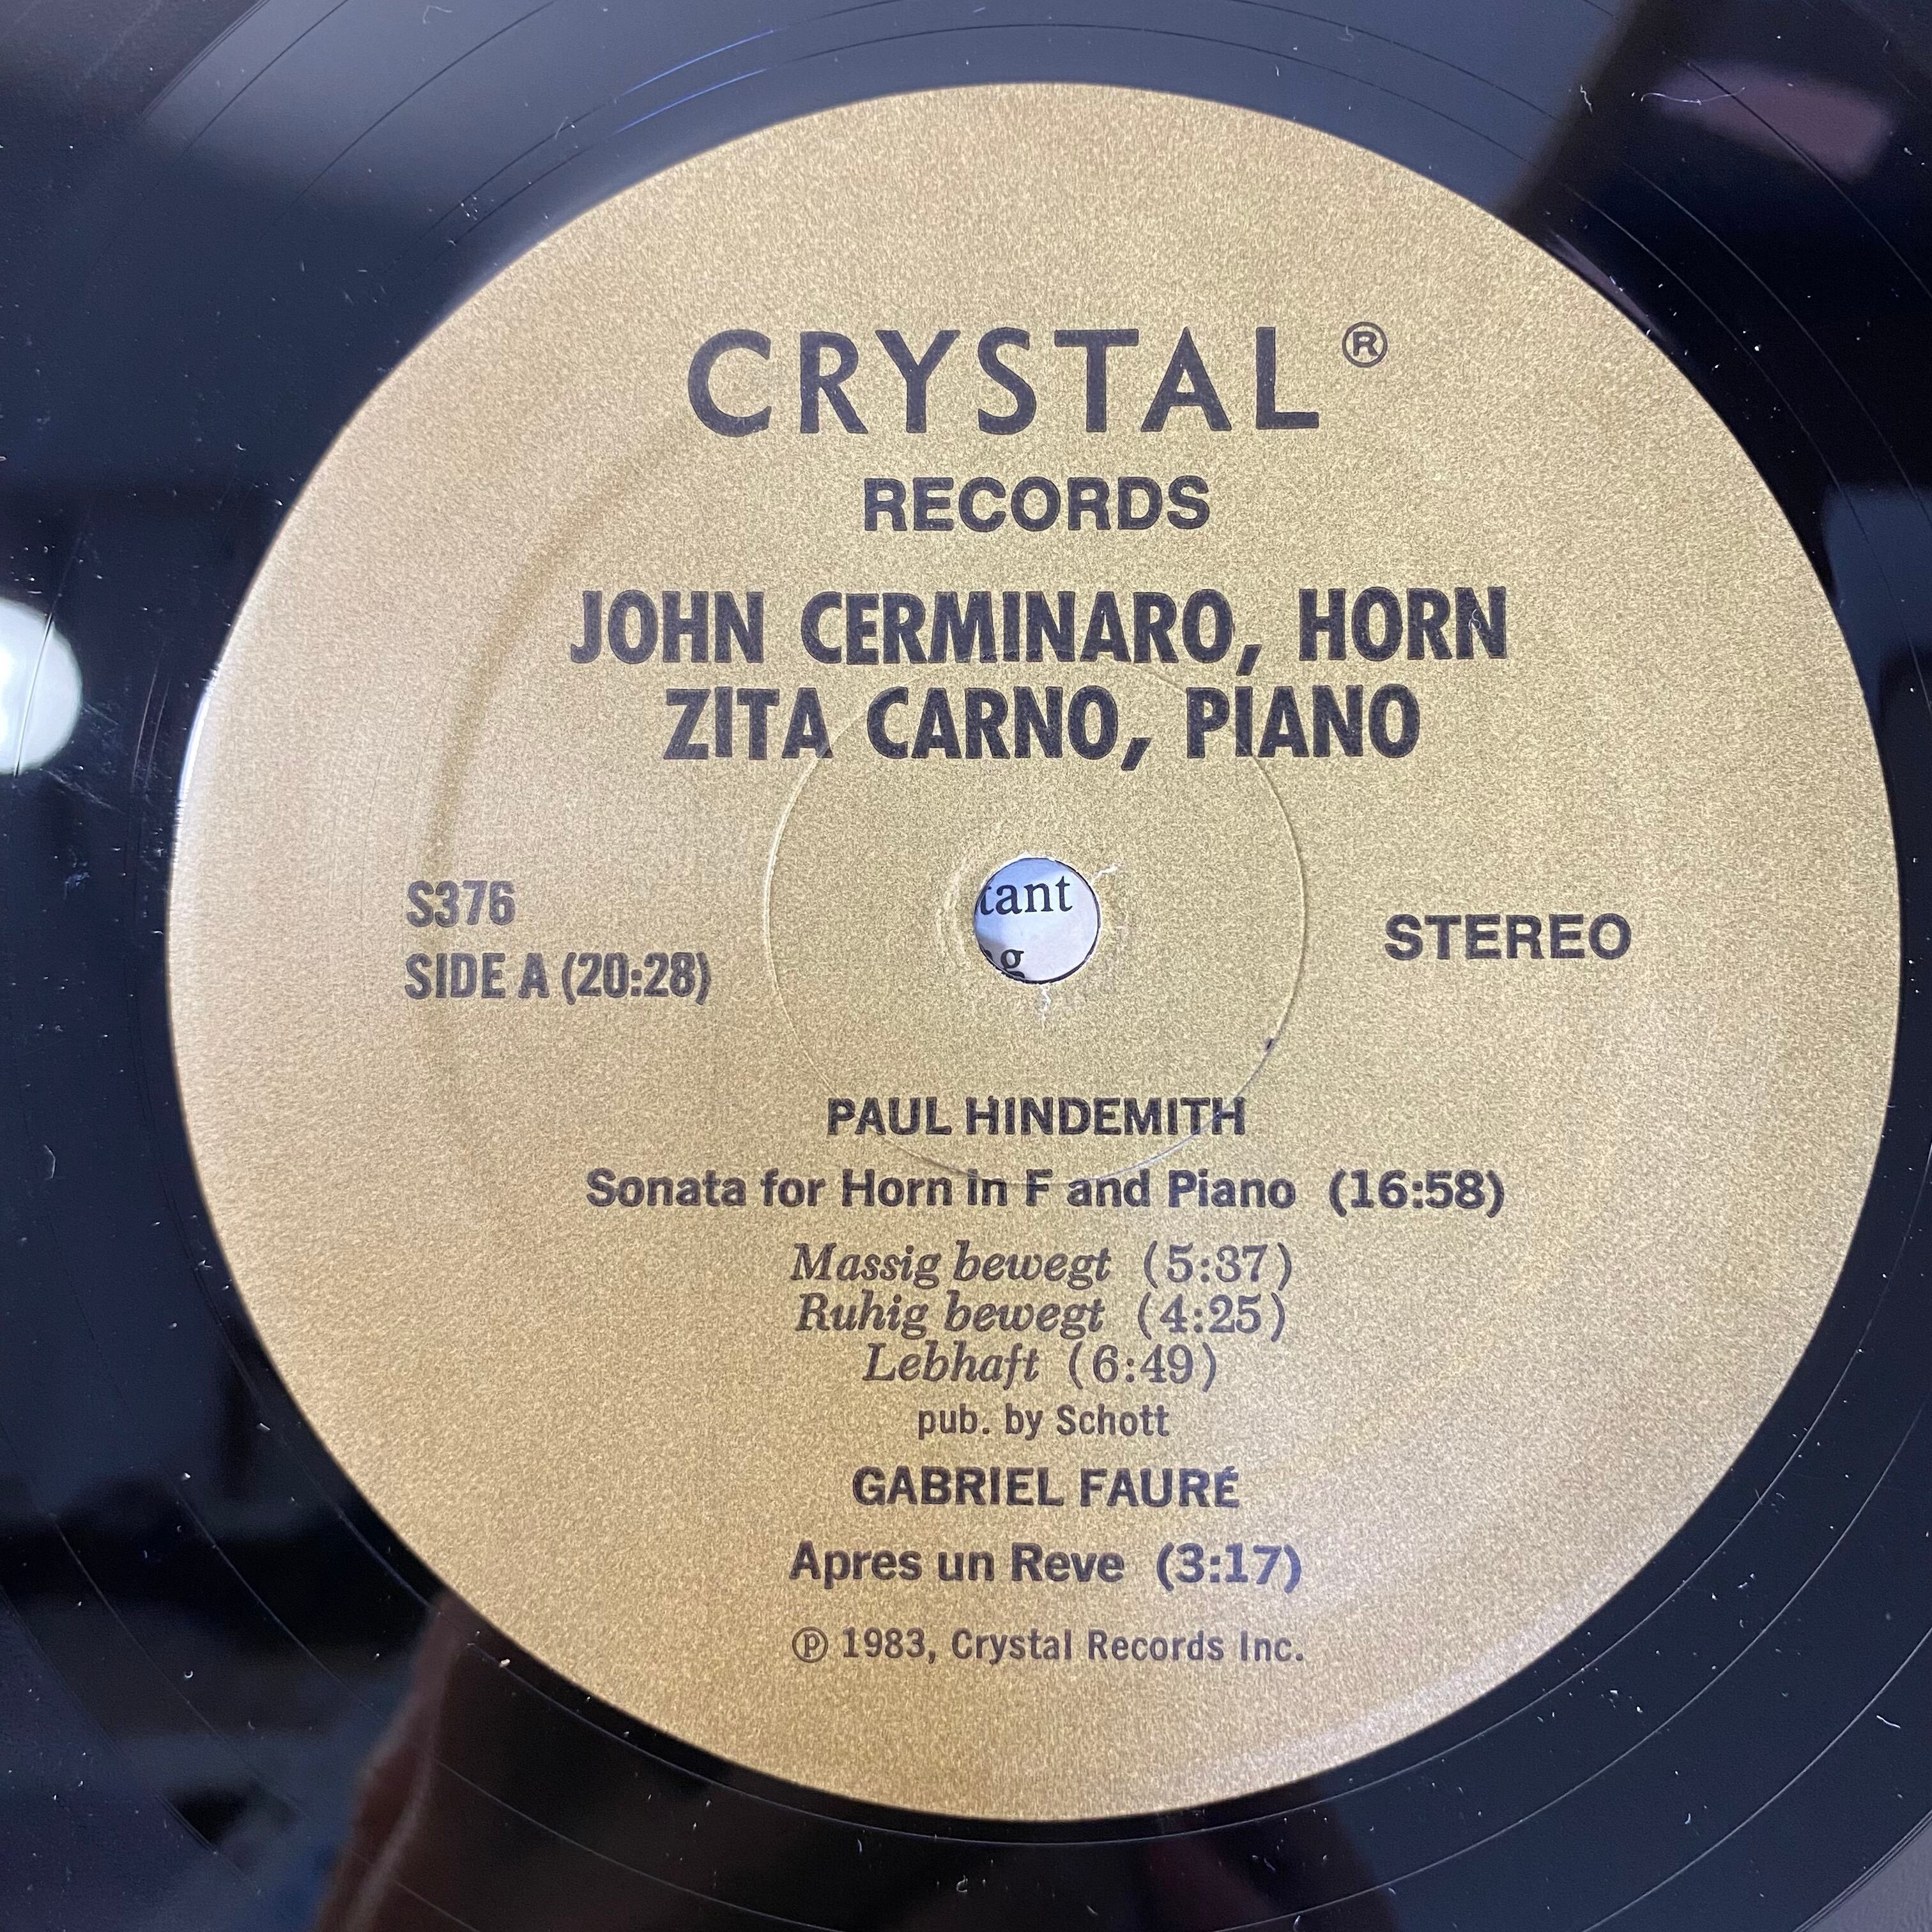 CRYSTAL ®
RECORDS
JOHN CERMINARO, HORN
ZITA CARNO, PIANO
S376
SIDE A (20:28)
STEREO
tant
PAUL HINDEMITH
Sonata for Horn in F and Piano (16:58)
Massig bewegt (5:37)
Ruhig bewegt (4:25)
Lebhaft (6:49)
pub. by Schott
GABRIEL FAURÉ
Apres un Reve (3:17)
℗ 1983, Crystal Records Inc.